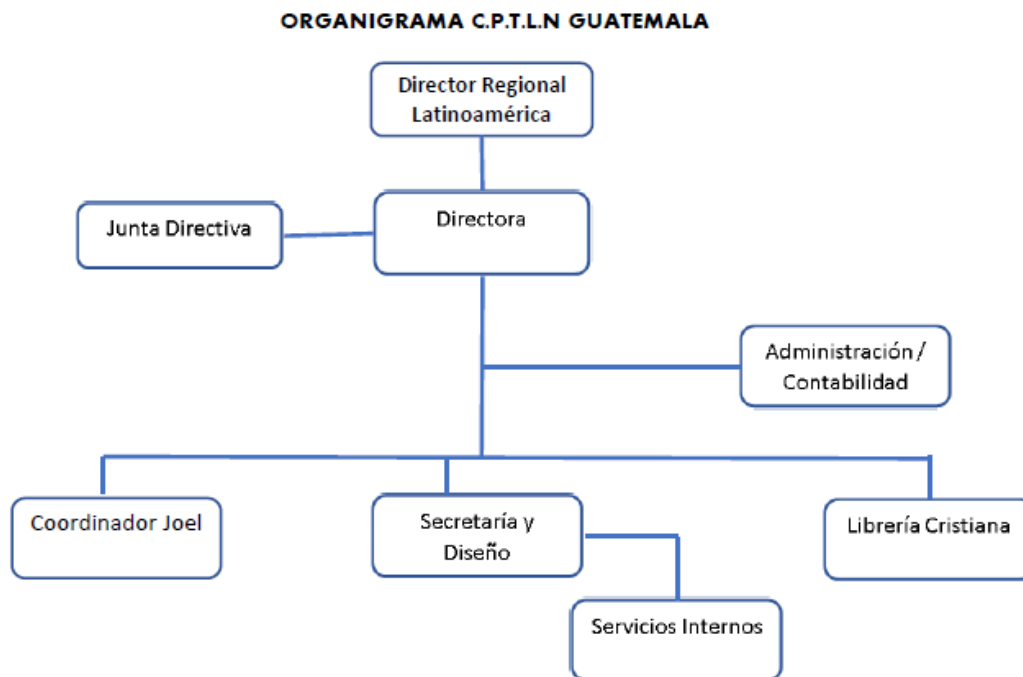 ORGANIGRAMA C.P.T.L.N GUATEMALA
Director Regional
Latinoamérica
Junta Directiva
Directora
Administración /
Contabilidad
Coordinador Joel
Secretaría y
Diseño
Librería Cristiana
Servicios Internos